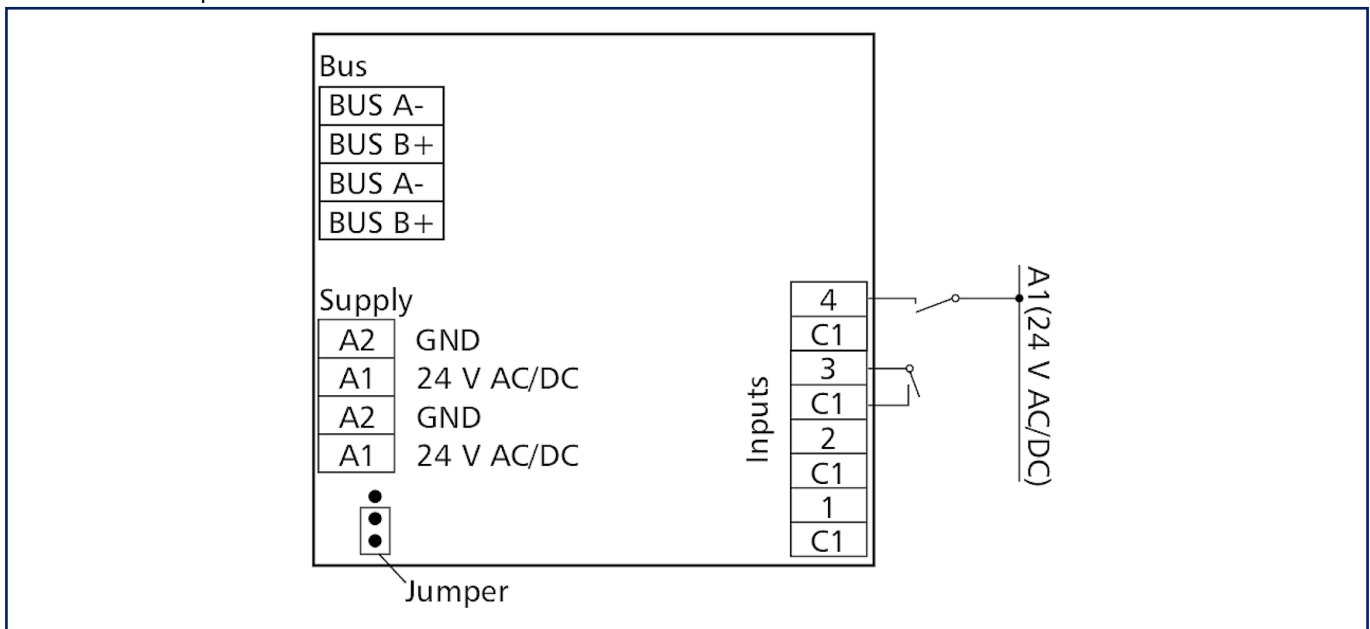 Bus
BUS A-
BUS B+
BUS A-
BUS B+
Supply
A2 GND
A1 24 V AC/DC
A2 GND
A1 24 V AC/DC
Jumper
Inputs
4
C1
3
C1
2
C1
1
C1
A1(24 V AC/DC)